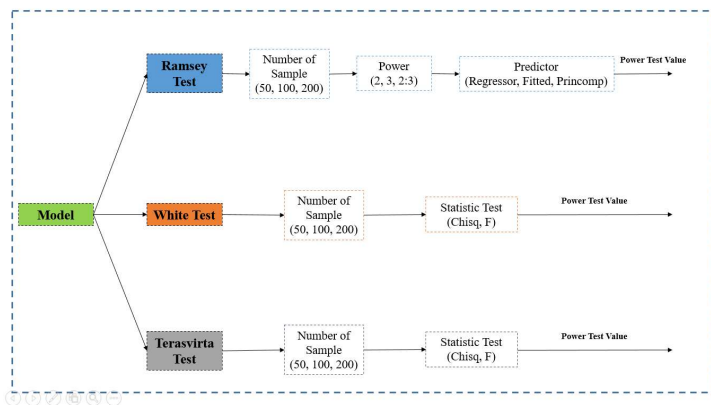 Ramsey
Test
Number of
Sample
(50, 100, 200)
Power
(2, 3, 2:3)
Predictor
(Regressor, Fitted, Princomp)
Power Test Value
Model
White Test
Number of
Sample
(50, 100, 200)
Statistic Test
(Chisq, F)
Power Test Value
Terasvirta
Test
Number of
Sample
(50, 100, 200)
Statistic Test
(Chisq, F)
Power Test Value